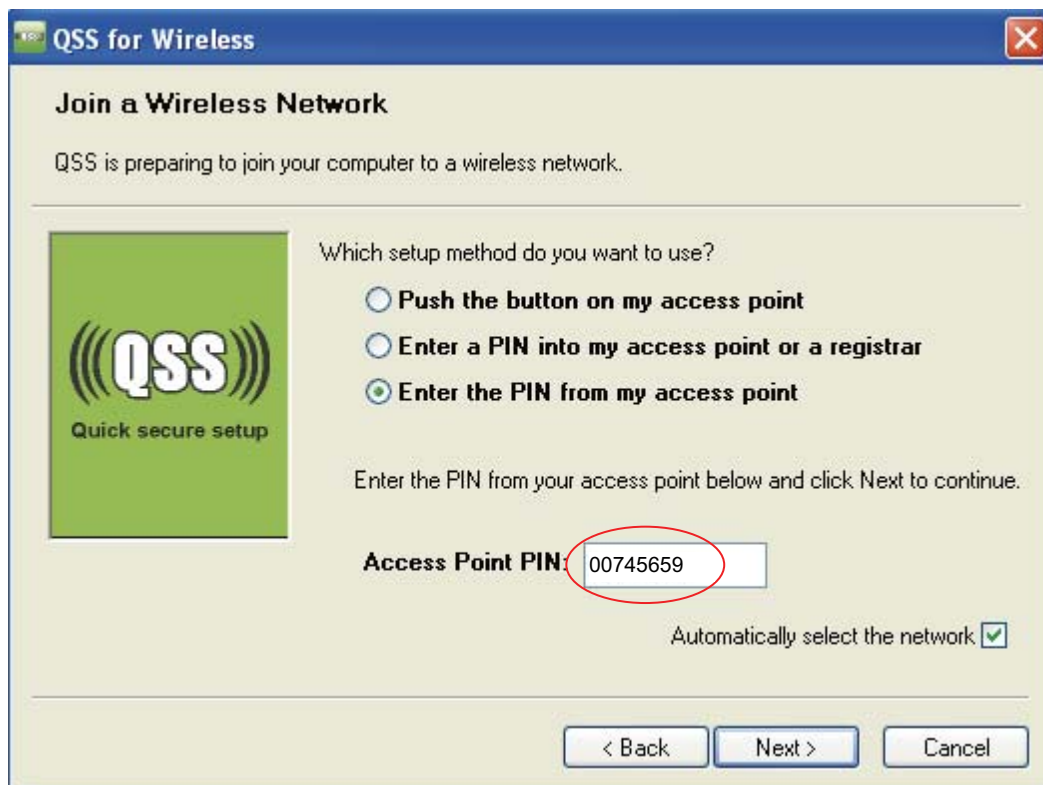 QSS for Wireless
Join a Wireless Network
QSS is preparing to join your computer to a wireless network.
Which setup method do you want to use?
Push the button on my access point
Enter a PIN into my access point or a registrar
Enter the PIN from my access point
(((QSS)))
Quick secure setup
Enter the PIN from your access point below and click Next to continue.
Access Point PIN: 00745659
Automatically select the network
< Back Next > Cancel